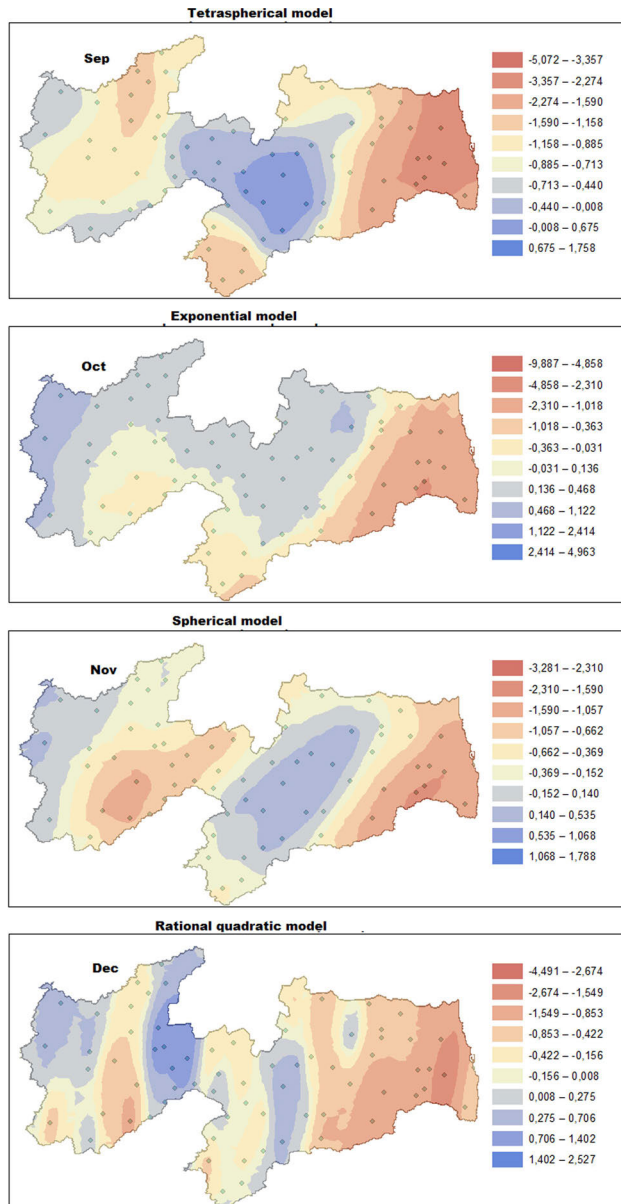 Tetraspherical model
Sep
-5,072 – -3,357
-3,357 – -2,274
-2,274 – -1,590
-1,590 – -1,158
-1,158 – -0,885
-0,885 – -0,713
-0,713 – -0,440
-0,440 – -0,008
-0,008 – 0,675
0,675 – 1,758
Exponential model
Oct
-9,887 – -4,858
-4,858 – -2,310
-2,310 – -1,018
-1,018 – -0,363
-0,363 – -0,031
-0,031 – 0,136
0,136 – 0,468
0,468 – 1,122
1,122 – 2,414
2,414 – 4,963
Spherical model
Nov
-3,281 – -2,310
-2,310 – -1,590
-1,590 – -1,057
-1,057 – -0,662
-0,662 – -0,369
-0,369 – -0,152
-0,152 – 0,140
0,140 – 0,535
0,535 – 1,068
1,068 – 1,788
Rational quadratic model
Dec
-4,491 – -2,674
-2,674 – -1,549
-1,549 – -0,853
-0,853 – -0,422
-0,422 – -0,156
-0,156 – 0,008
0,008 – 0,275
0,275 – 0,706
0,706 – 1,402
1,402 – 2,527